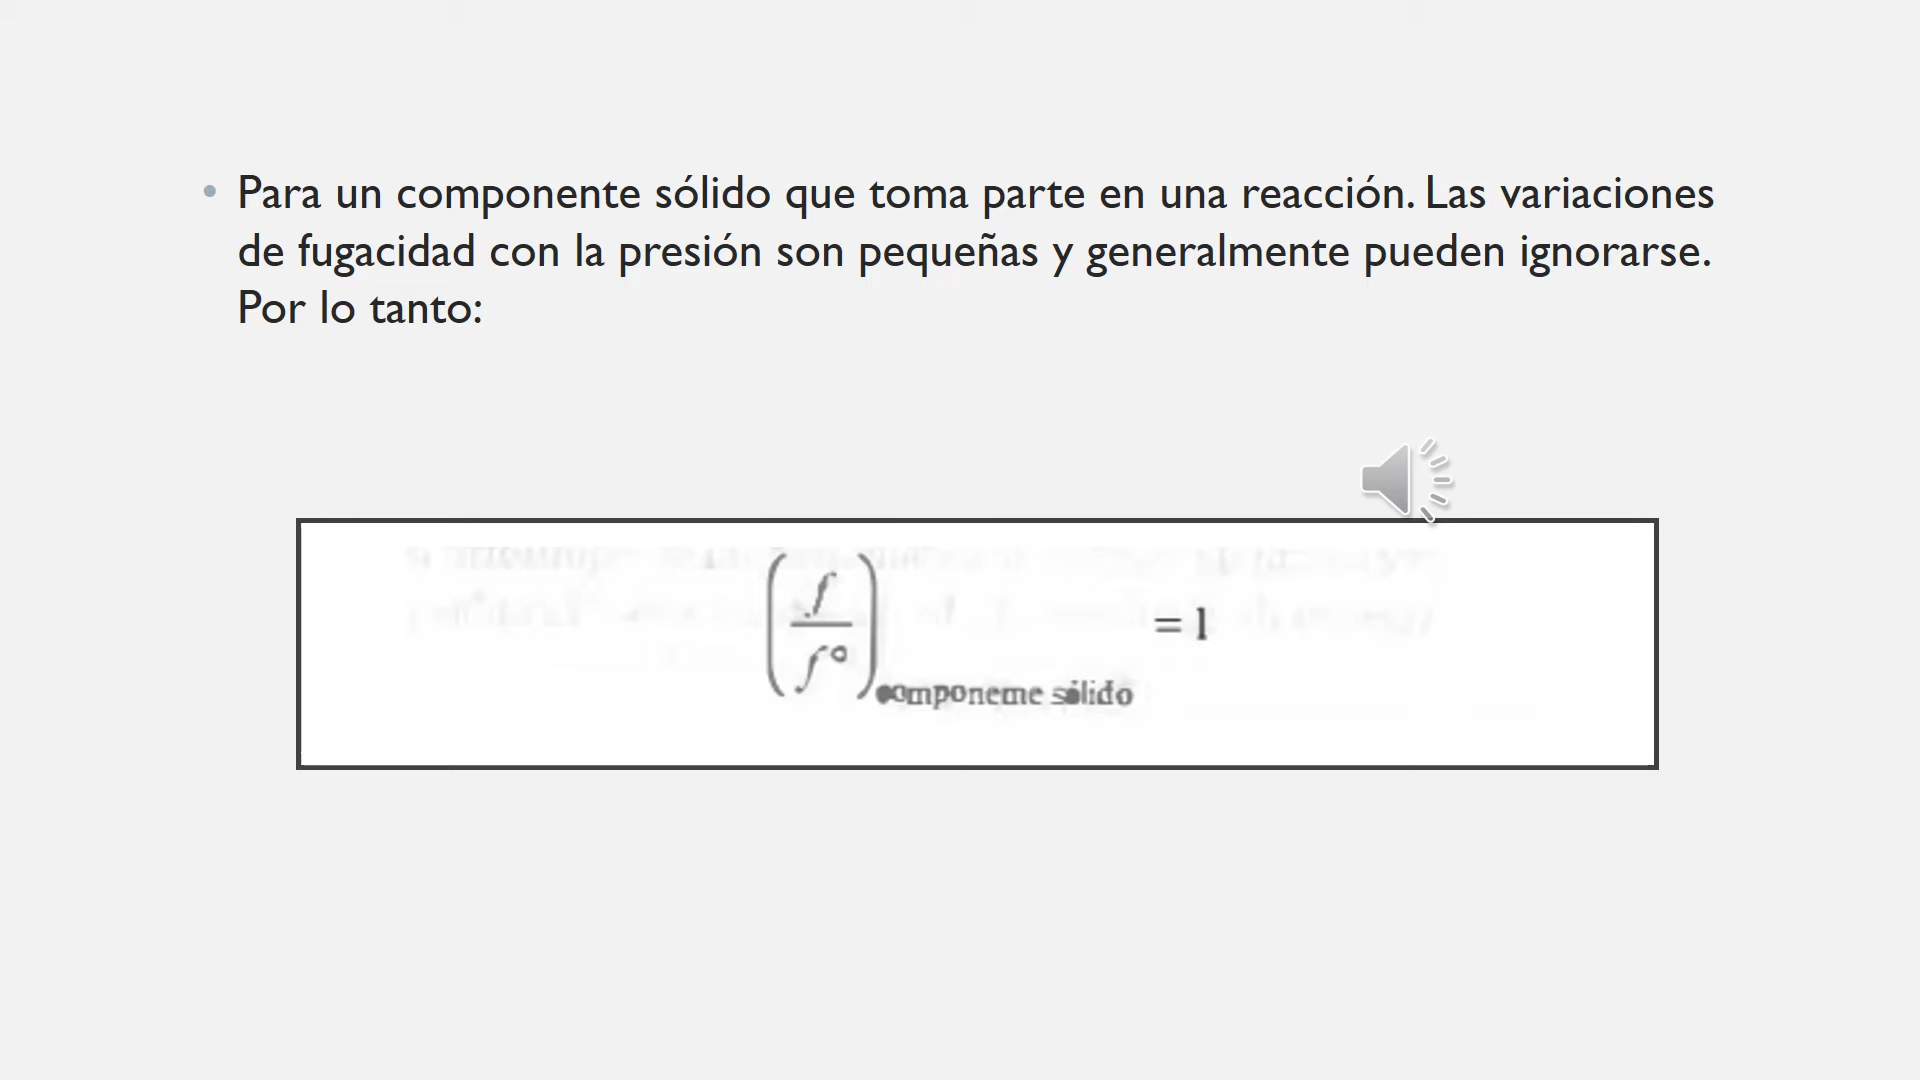 • Para un componente sólido que toma parte en una reacción. Las variaciones
de fugacidad con la presión son pequeñas y generalmente pueden ignorarse.
Por lo tanto:
(f / f°) componeme sólido = 1